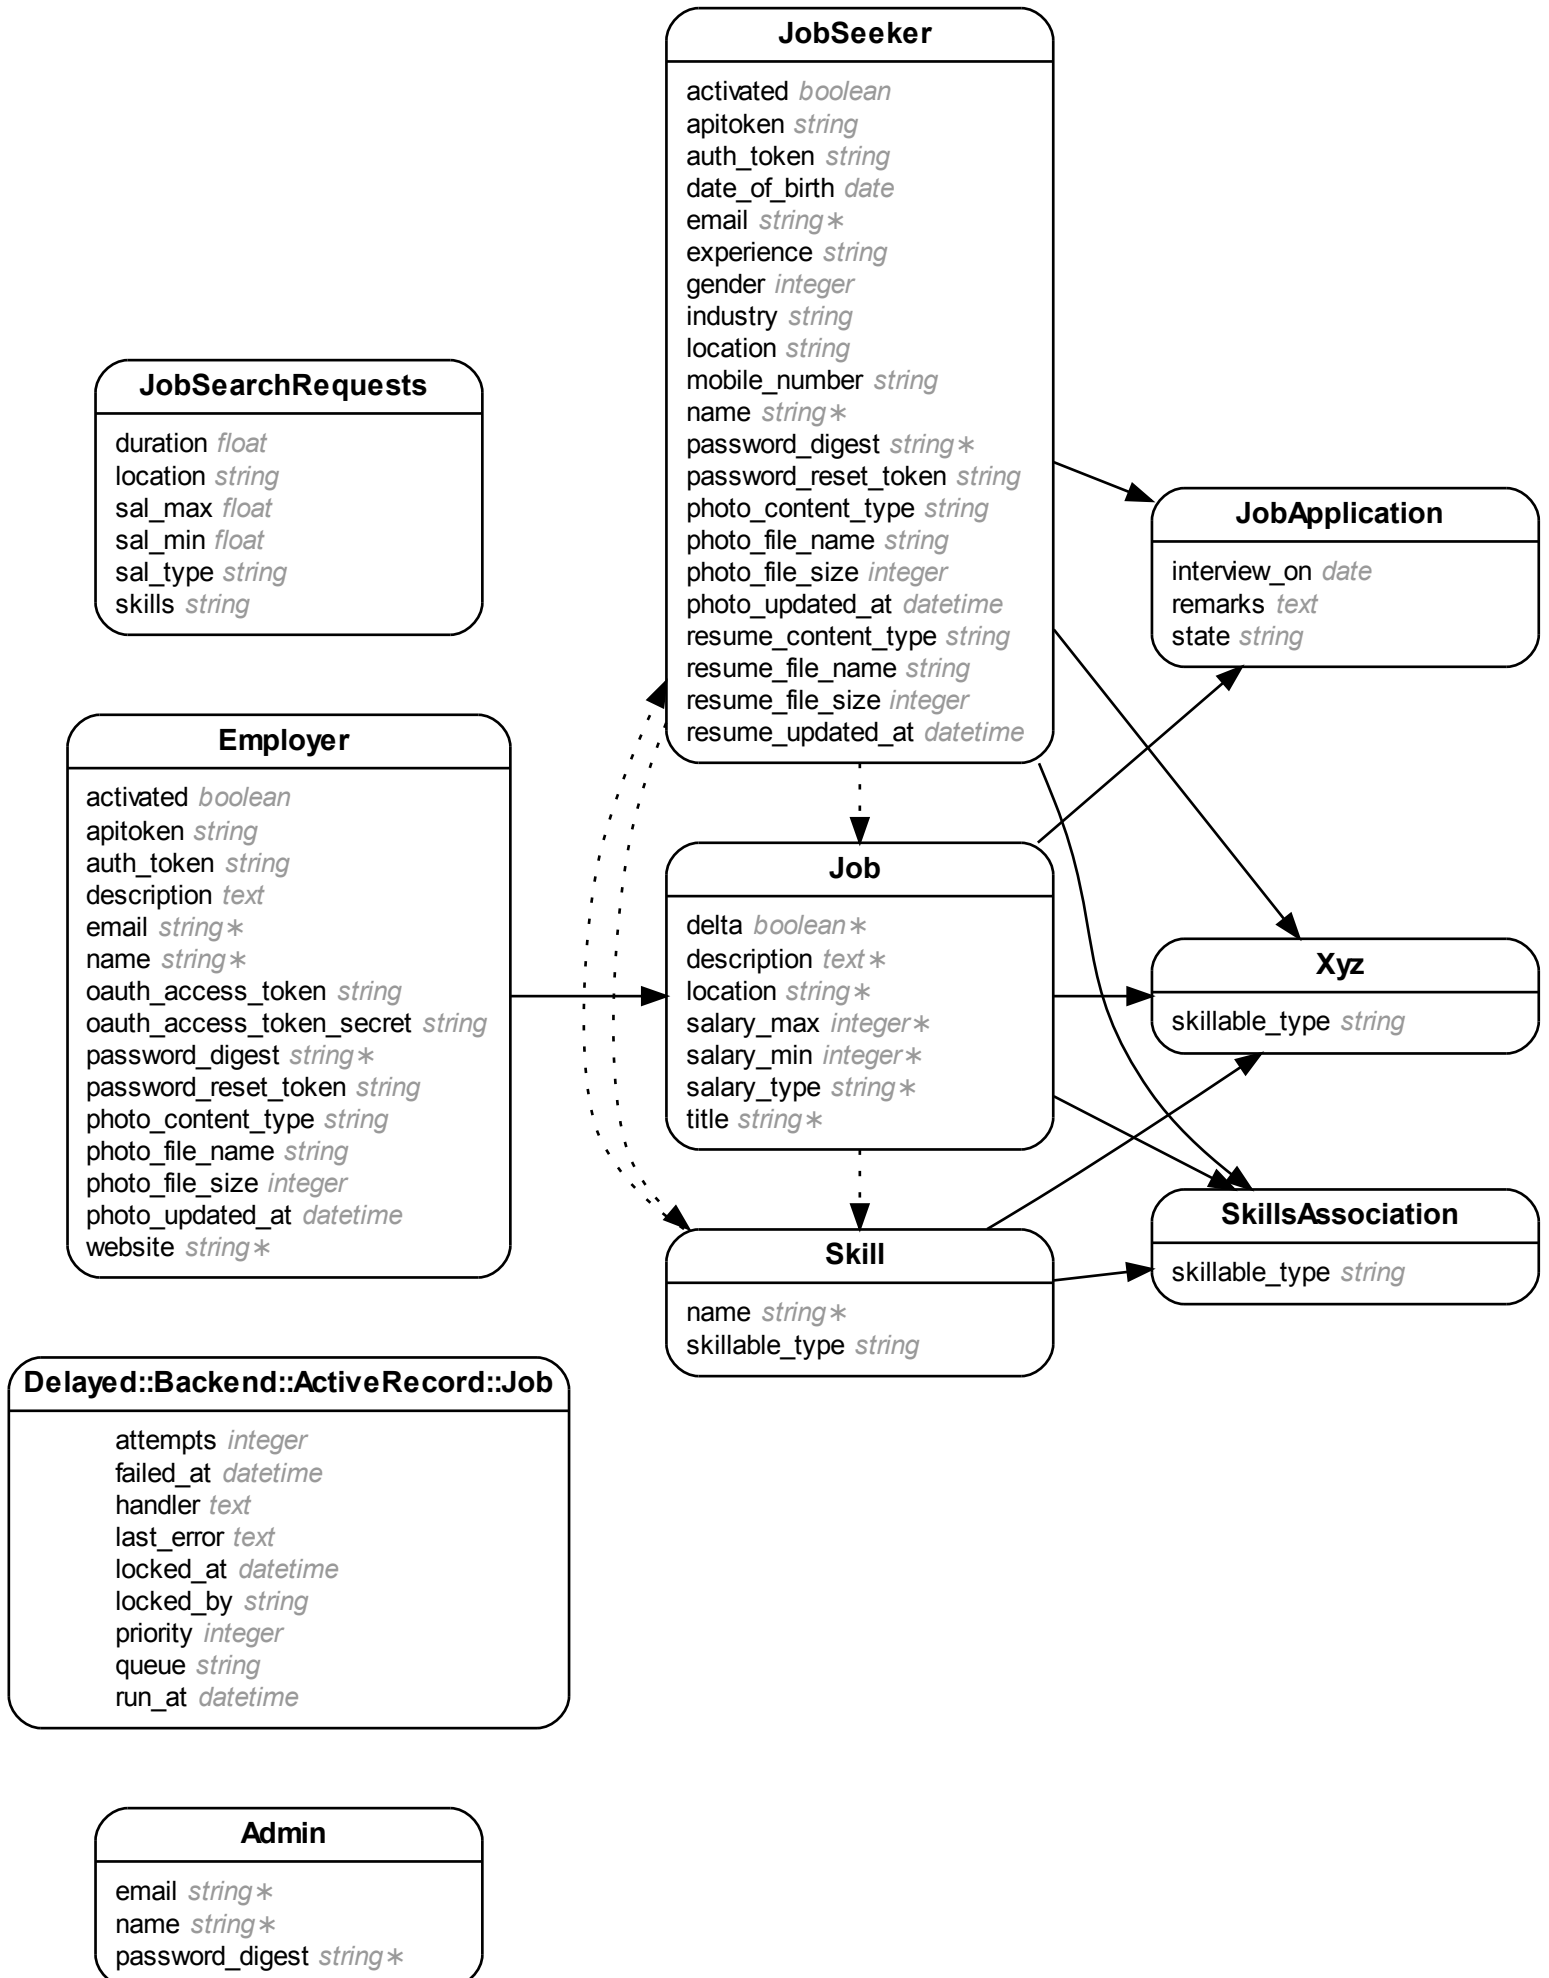 JobSeeker
activated boolean
apitoken string
auth_token string
date_of_birth date
email string∗
experience string
gender integer
industry string
location string
mobile_number string
name string∗
password_digest string∗
password_reset_token string
photo_content_type string
photo_file_name string
photo_file_size integer
photo_updated_at datetime
resume_content_type string
resume_file_name string
resume_file_size integer
resume_updated_at datetime
JobSearchRequests
duration float
location string
sal_max float
sal_min float
sal_type string
skills string
JobApplication
interview_on date
remarks text
state string
Employer
activated boolean
apitoken string
auth_token string
description text
email string∗
name string∗
oauth_access_token string
oauth_access_token_secret string
password_digest string∗
password_reset_token string
photo_content_type string
photo_file_name string
photo_file_size integer
photo_updated_at datetime
website string∗
Job
delta boolean∗
description text∗
location string∗
salary_max integer∗
salary_min integer∗
salary_type string∗
title string∗
Xyz
skillable_type string
SkillsAssociation
skillable_type string
Skill
name string∗
skillable_type string
Delayed::Backend::ActiveRecord::Job
attempts integer
failed_at datetime
handler text
last_error text
locked_at datetime
locked_by string
priority integer
queue string
run_at datetime
Admin
email string∗
name string∗
password_digest string∗